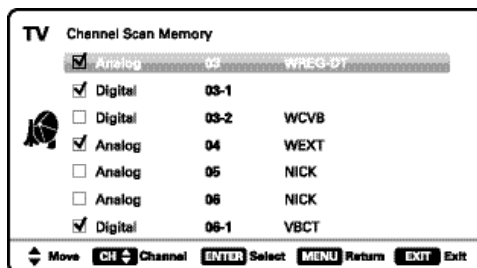 TV Channel Scan Memory
Analog 03 WREG-DT
Digital 03-1
Digital 03-2 WCVB
Analog 04 WEXT
Analog 05 NICK
Analog 06 NICK
Digital 06-1 VBCT
Move CH Channel ENTER Select MENU Return EXIT Exit